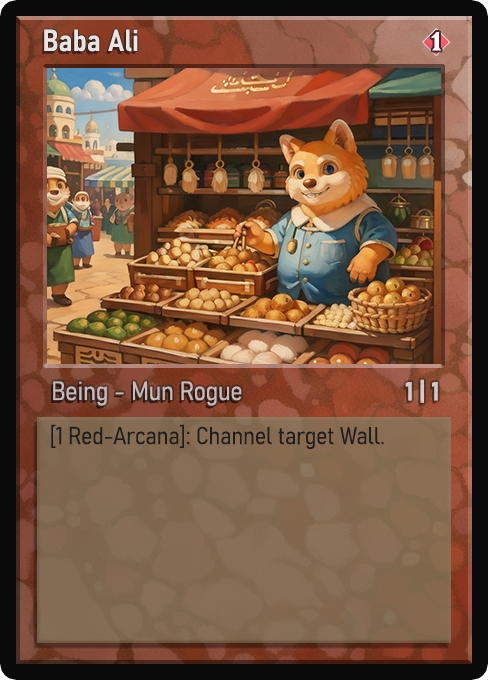 Baba Ali
1
Being - Mun Rogue
1|1
[1 Red-Arcana]: Channel target Wall.